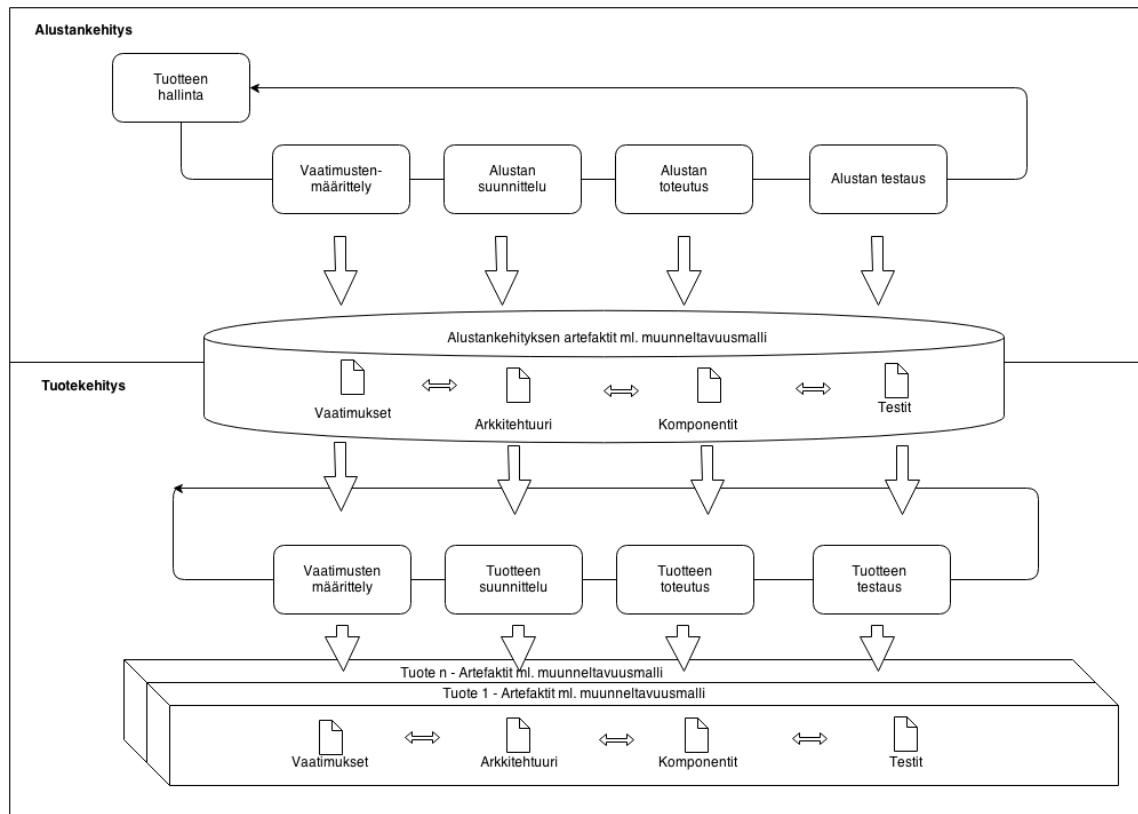 Alustankehitys
Tuotteen
hallinta
Vaatimusten-
määrittely
Alustan
suunnittelu
Alustan
toteutus
Alustan testaus
Alustankehityksen artefaktit ml. muunneltavuusmalli
Tuotekehitys
Vaatimukset
Arkkitehtuuri
Komponentit
Testit
Vaatimusten
määrittely
Tuotteen
suunnittelu
Tuotteen
toteutus
Tuotteen
testaus
Tuote n - Artefaktit ml. muunneltavuusmalli
Tuote 1 - Artefaktit ml. muunneltavuusmalli
Vaatimukset
Arkkitehtuuri
Komponentit
Testit